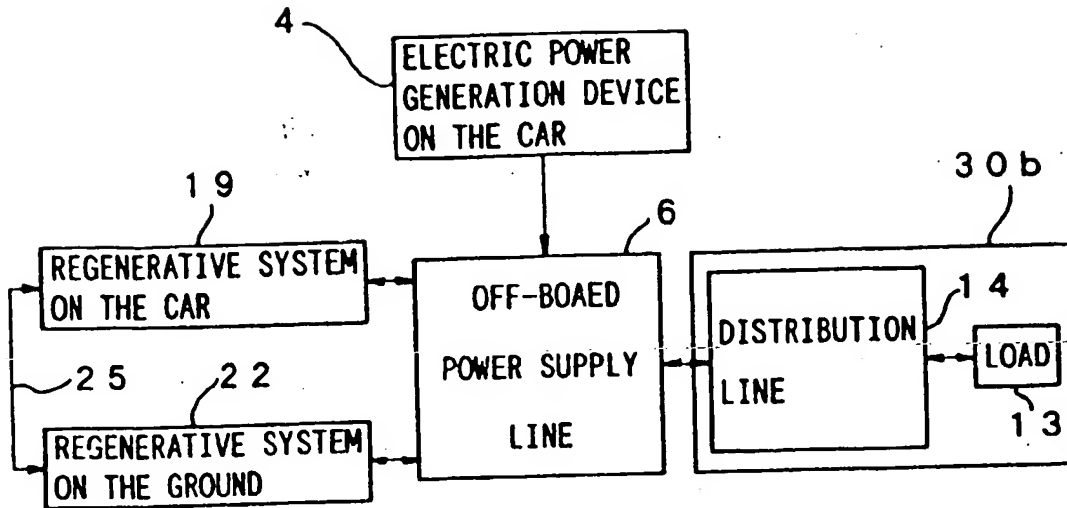 4
ELECTRIC POWER
GENERATION DEVICE
ON THE CAR
19
REGENERATIVE SYSTEM
ON THE CAR
25
22
REGENERATIVE SYSTEM
ON THE GROUND
6
OFF-BOAED
POWER SUPPLY
LINE
30b
14
DISTRIBUTION
LINE
LOAD
13